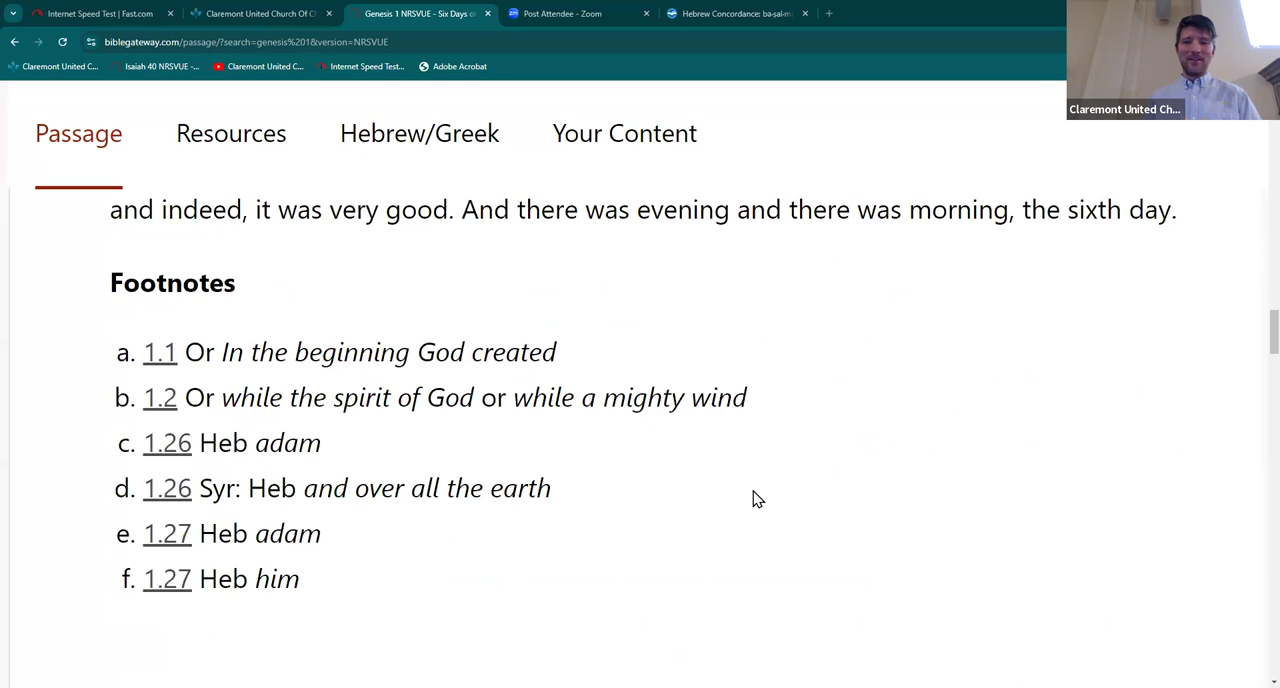 Internet Speed Test | Fast.com
Claremont United Church Of C
Genesis 1 NRSVUE - Six Days o
Post Attendee - Zoom
Hebrew Concordance: ba·ṣal·m
biblegateway.com/passage/?search=genesis%201&version=NRSVUE
Claremont United C...
Isaiah 40 NRSVUE -...
Claremont United C...
Internet Speed Test...
Adobe Acrobat
Claremont United Ch...
Passage
Resources
Hebrew/Greek
Your Content
and indeed, it was very good. And there was evening and there was morning, the sixth day.
Footnotes
a. 1.1 Or In the beginning God created
b. 1.2 Or while the spirit of God or while a mighty wind
c. 1.26 Heb adam
d. 1.26 Syr: Heb and over all the earth
e. 1.27 Heb adam
f. 1.27 Heb him